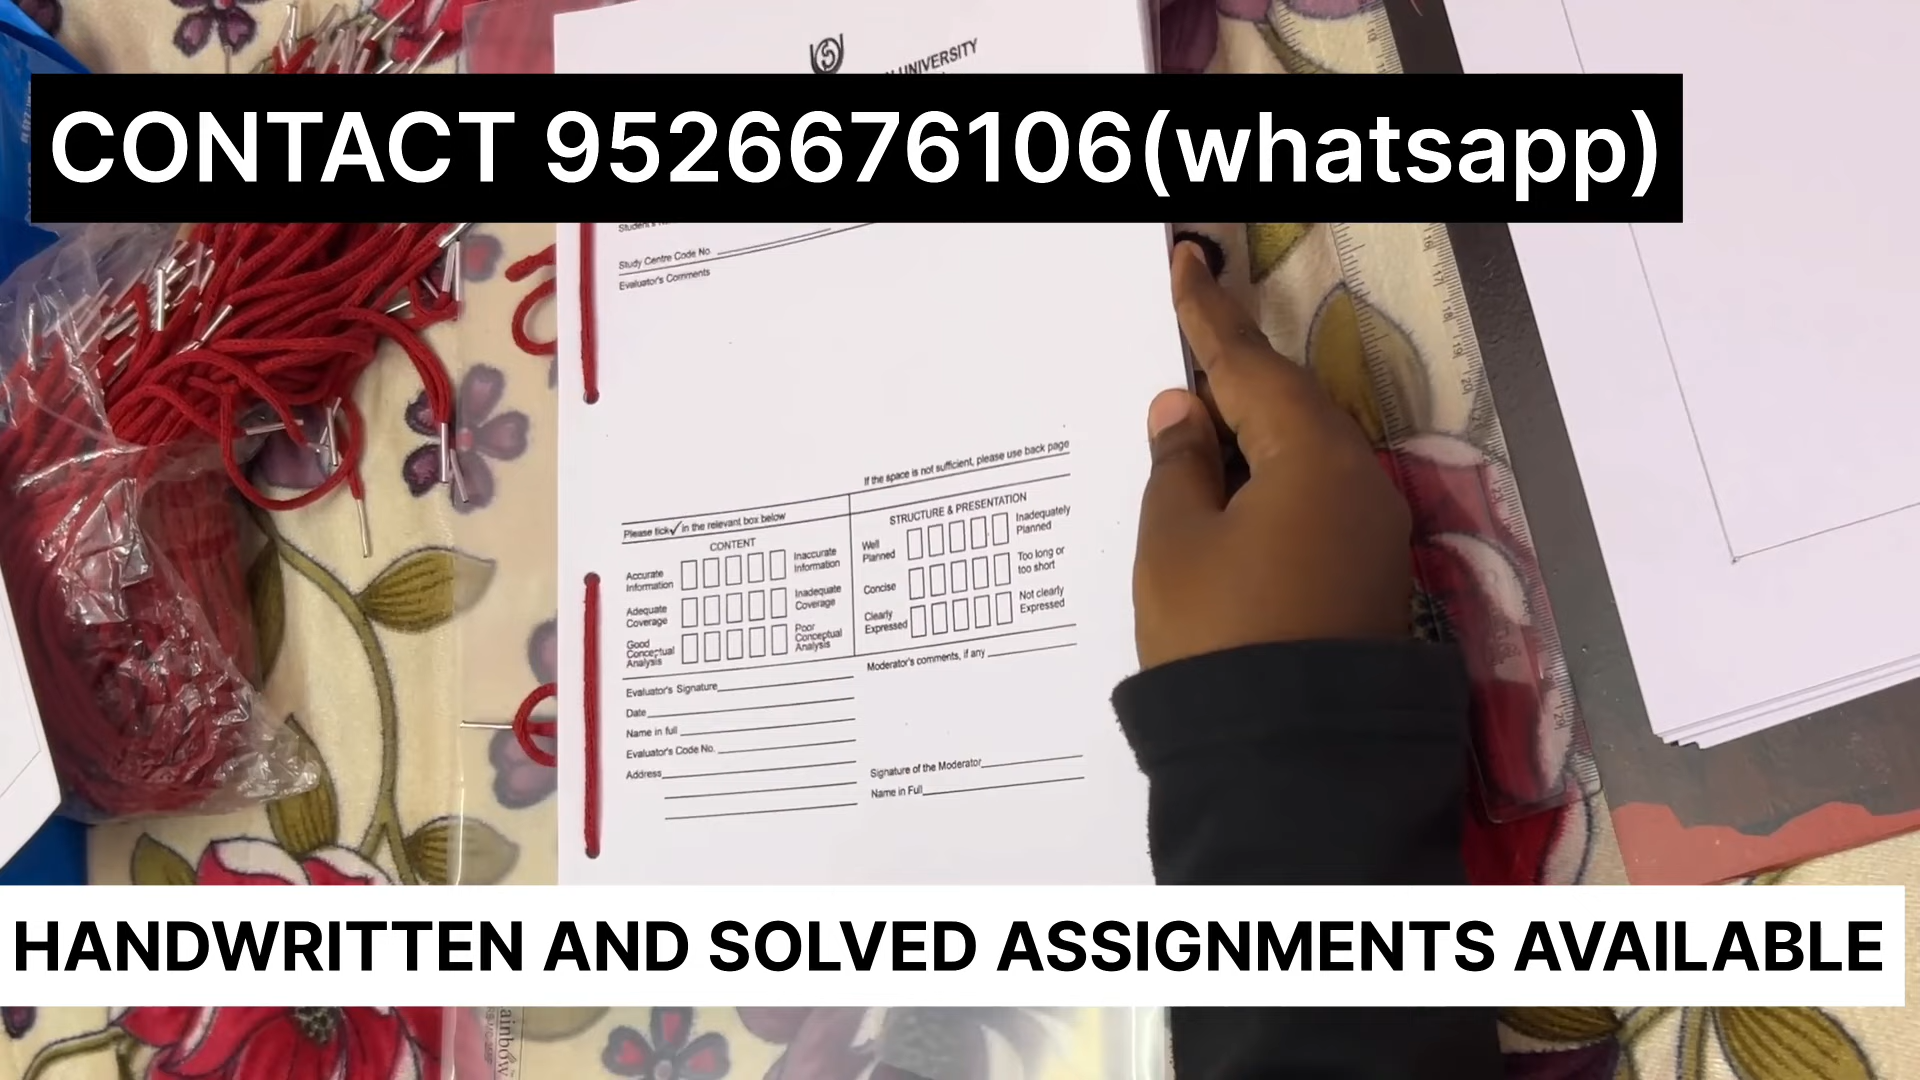 UNIVERSITY
CONTACT 9526676106(whatsapp)
Study Centre Code No.
Evaluator's Comments
If the space is not sufficient, please use back page
Please tick✓ in the relevant box below
CONTENT
Accurate Information
Inaccurate Information
Adequate Coverage
Inadequate Coverage
Good Conceptual Analysis
Poor Conceptual Analysis
STRUCTURE & PRESENTATION
Well Planned
Inadequately Planned
Concise
Too long or too short
Clearly Expressed
Not clearly Expressed
Evaluator's Signature
Date
Name in full
Evaluator's Code No.
Address
Moderator's comments, if any
Signature of the Moderator
Name in Full
HANDWRITTEN AND SOLVED ASSIGNMENTS AVAILABLE